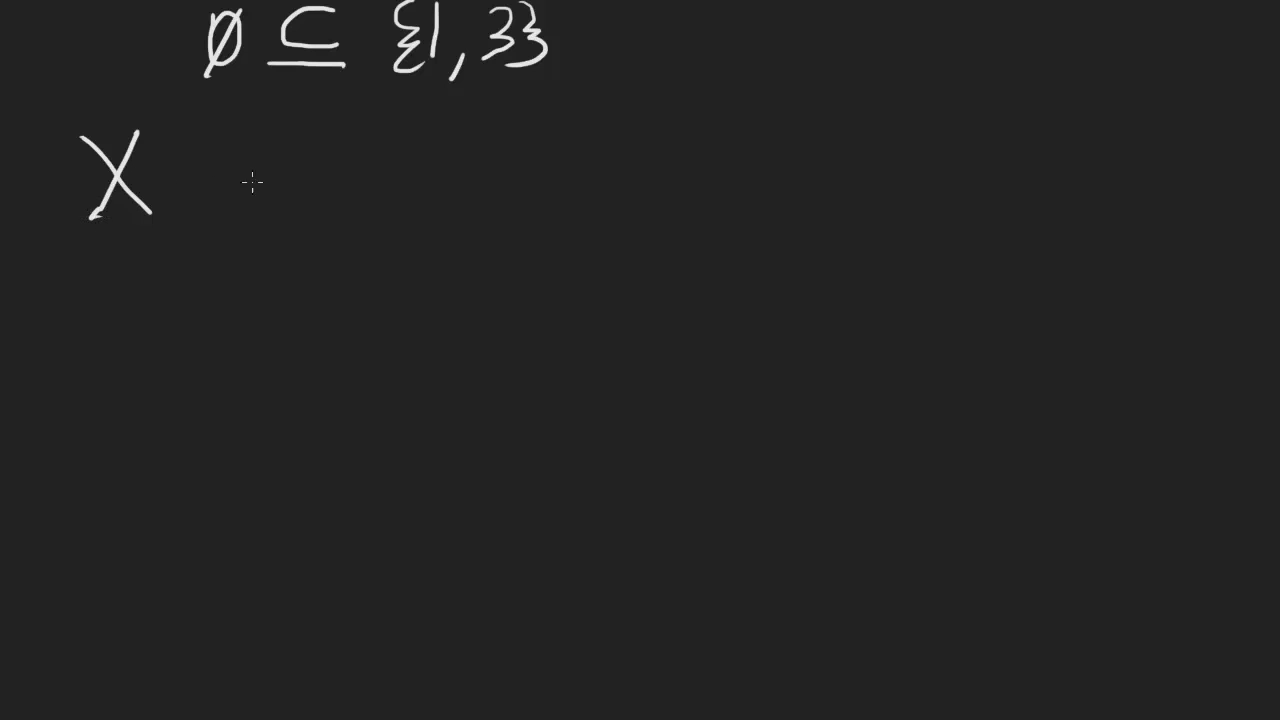 ∅ ⊆ {1,3}
X